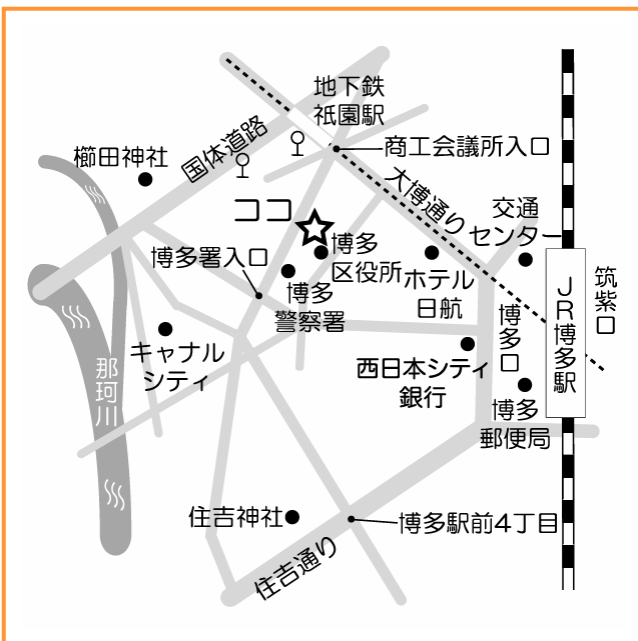 地下鉄
祇園駅
国体道路
商工会議所入口
櫛田神社
大博通り
交通
センター
ココ
博多
区役所
博多署入口
博多
警察署
ホテル
日航
筑紫口
JR博多駅
博多口
キャナル
シティ
西日本シティ
銀行
那珂川
博多
郵便局
住吉神社
博多駅前4丁目
住吉通り